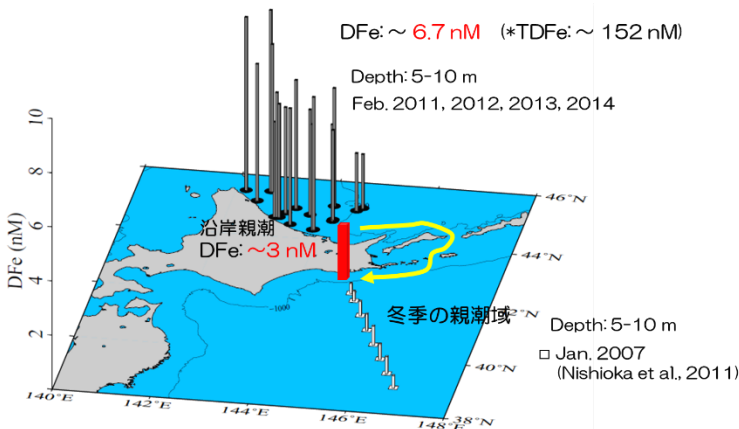 DFe:～ 6.7 nM (*TDFe:～ 152 nM)
Depth: 5-10 m
Feb. 2011, 2012, 2013, 2014
10
8
6
4
2
DFe (nM)
46°N
44°N
42°N
40°N
38°N
沿岸親潮
DFe: ～3 nM
冬季の親潮域
-1000
Depth: 5-10 m
□ Jan. 2007
(Nishioka et al., 2011)
140°E
142°E
144°E
146°E
148°E